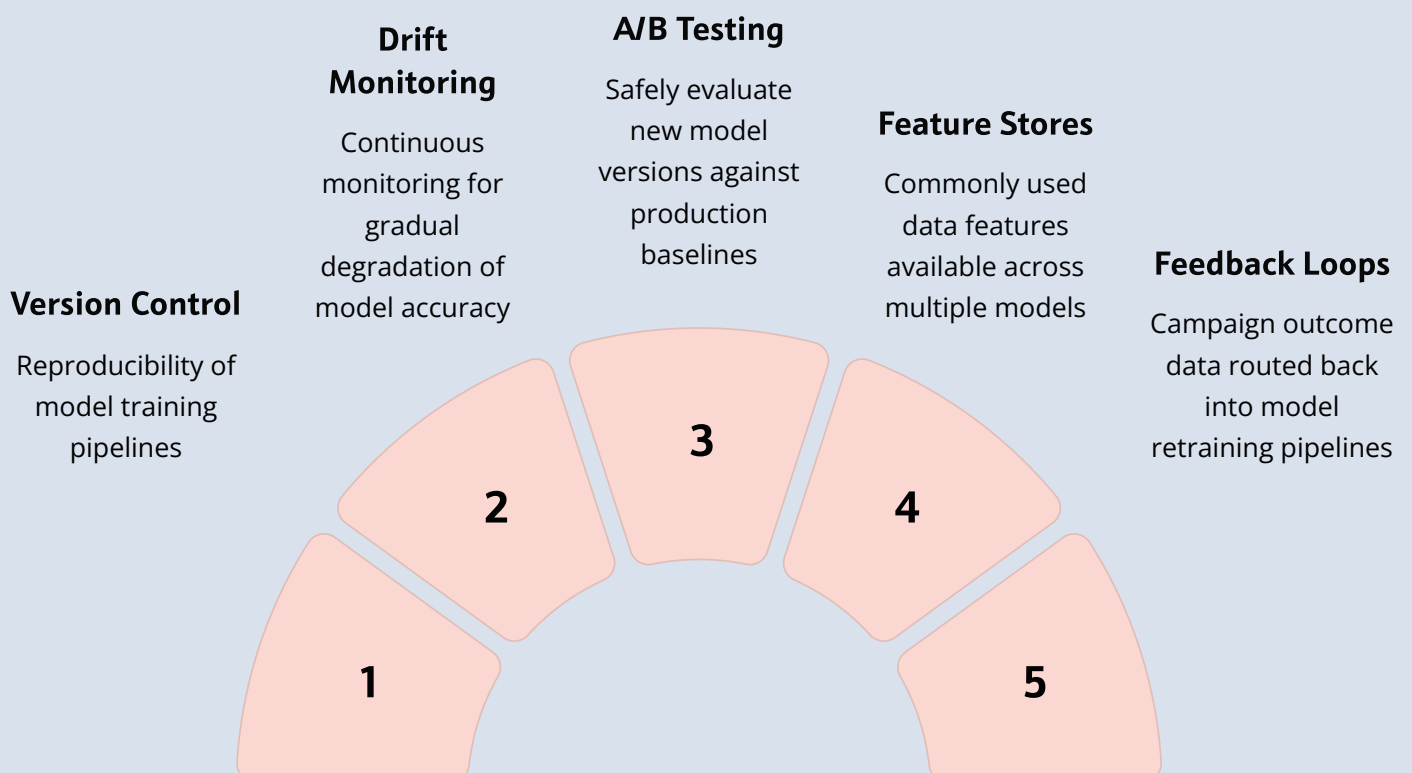 Version Control
Reproducibility of
model training
pipelines
1
Drift
Monitoring
Continuous
monitoring for
gradual
degradation of
model accuracy
2
A/B Testing
Safely evaluate
new model
versions against
production
baselines
3
Feature Stores
Commonly used
data features
available across
multiple models
4
Feedback Loops
Campaign outcome
data routed back
into model
retraining pipelines
5